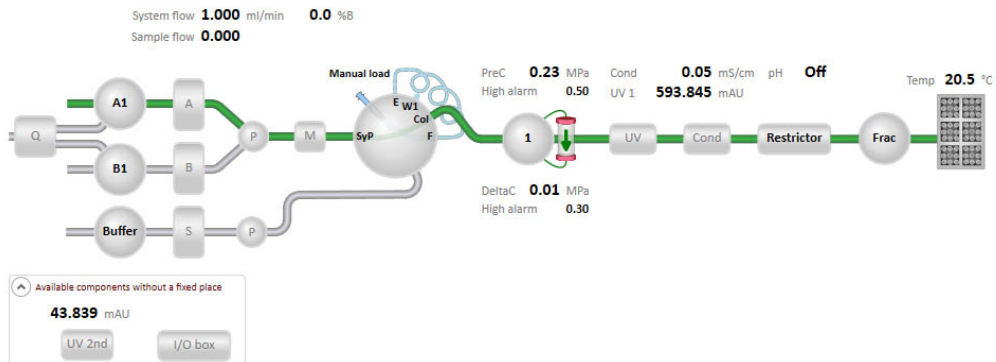 System flow 1.000 ml/min 0.0 %B
Sample flow 0.000
Manual load
PreC 0.23 MPa Cond 0.05 mS/cm pH Off
High alarm 0.50 UV 1 593.845 mAU
Temp 20.5 °C
A1 A
E W1
Col
Q P M SyP F 1 UV Cond Restrictor Frac
B1 B
DeltaC 0.01 MPa
High alarm 0.30
Buffer S P
Available components without a fixed place
43.839 mAU
UV 2nd I/O box